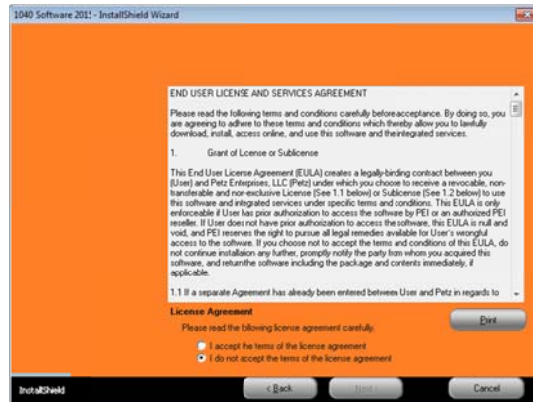 1040 Software 201! - InstallShield Wizard
END USER LICENSE AND SERVICES AGREEMENT
Please read the following terms and conditions carefully beforeacceptance. By doing so, you
are agreeing to adhere to these terms and conditions which thereby allow you to lawfully
download, install, access online, and use this software and theintegrated services.
1. Grant of License or Sublicense
This End User License Agreement (EULA) creates a legally-binding contract between you
(User) and Petz Enterprises, LLC (Petz) under which you choose to receive a revocable, non-
transferable and nor-exclusive License (See 1.1 below) or Sublicense (See 1.2 below) to use
this software and integrated services under specific terms and conditions. This EULA is only
enforceable if User has prior authorization to access the software by PEI or an authorized PEI
reseller. If User does not have prior authorization to access thesoftware, this EULA is null and
void, and PEI reserves the right to pursue all legal remedies available for User's wrongful
access to the software. If you choose not to accept the terms and conditions of this EULA, do
not continue installaion any further, promptly notify the party from whom you acquired this
software, and returnthe software including the package and contents immediately, if
applicable.
1.1 If a separate Agreement has already been entered between User and Petz in regards to
License Agreement
Please read the following license agreement carefully.
Print
I accept he terms of the license agreement
I do not accept the terms of the license agreement
InstallShield
< Back
Next >
Cancel